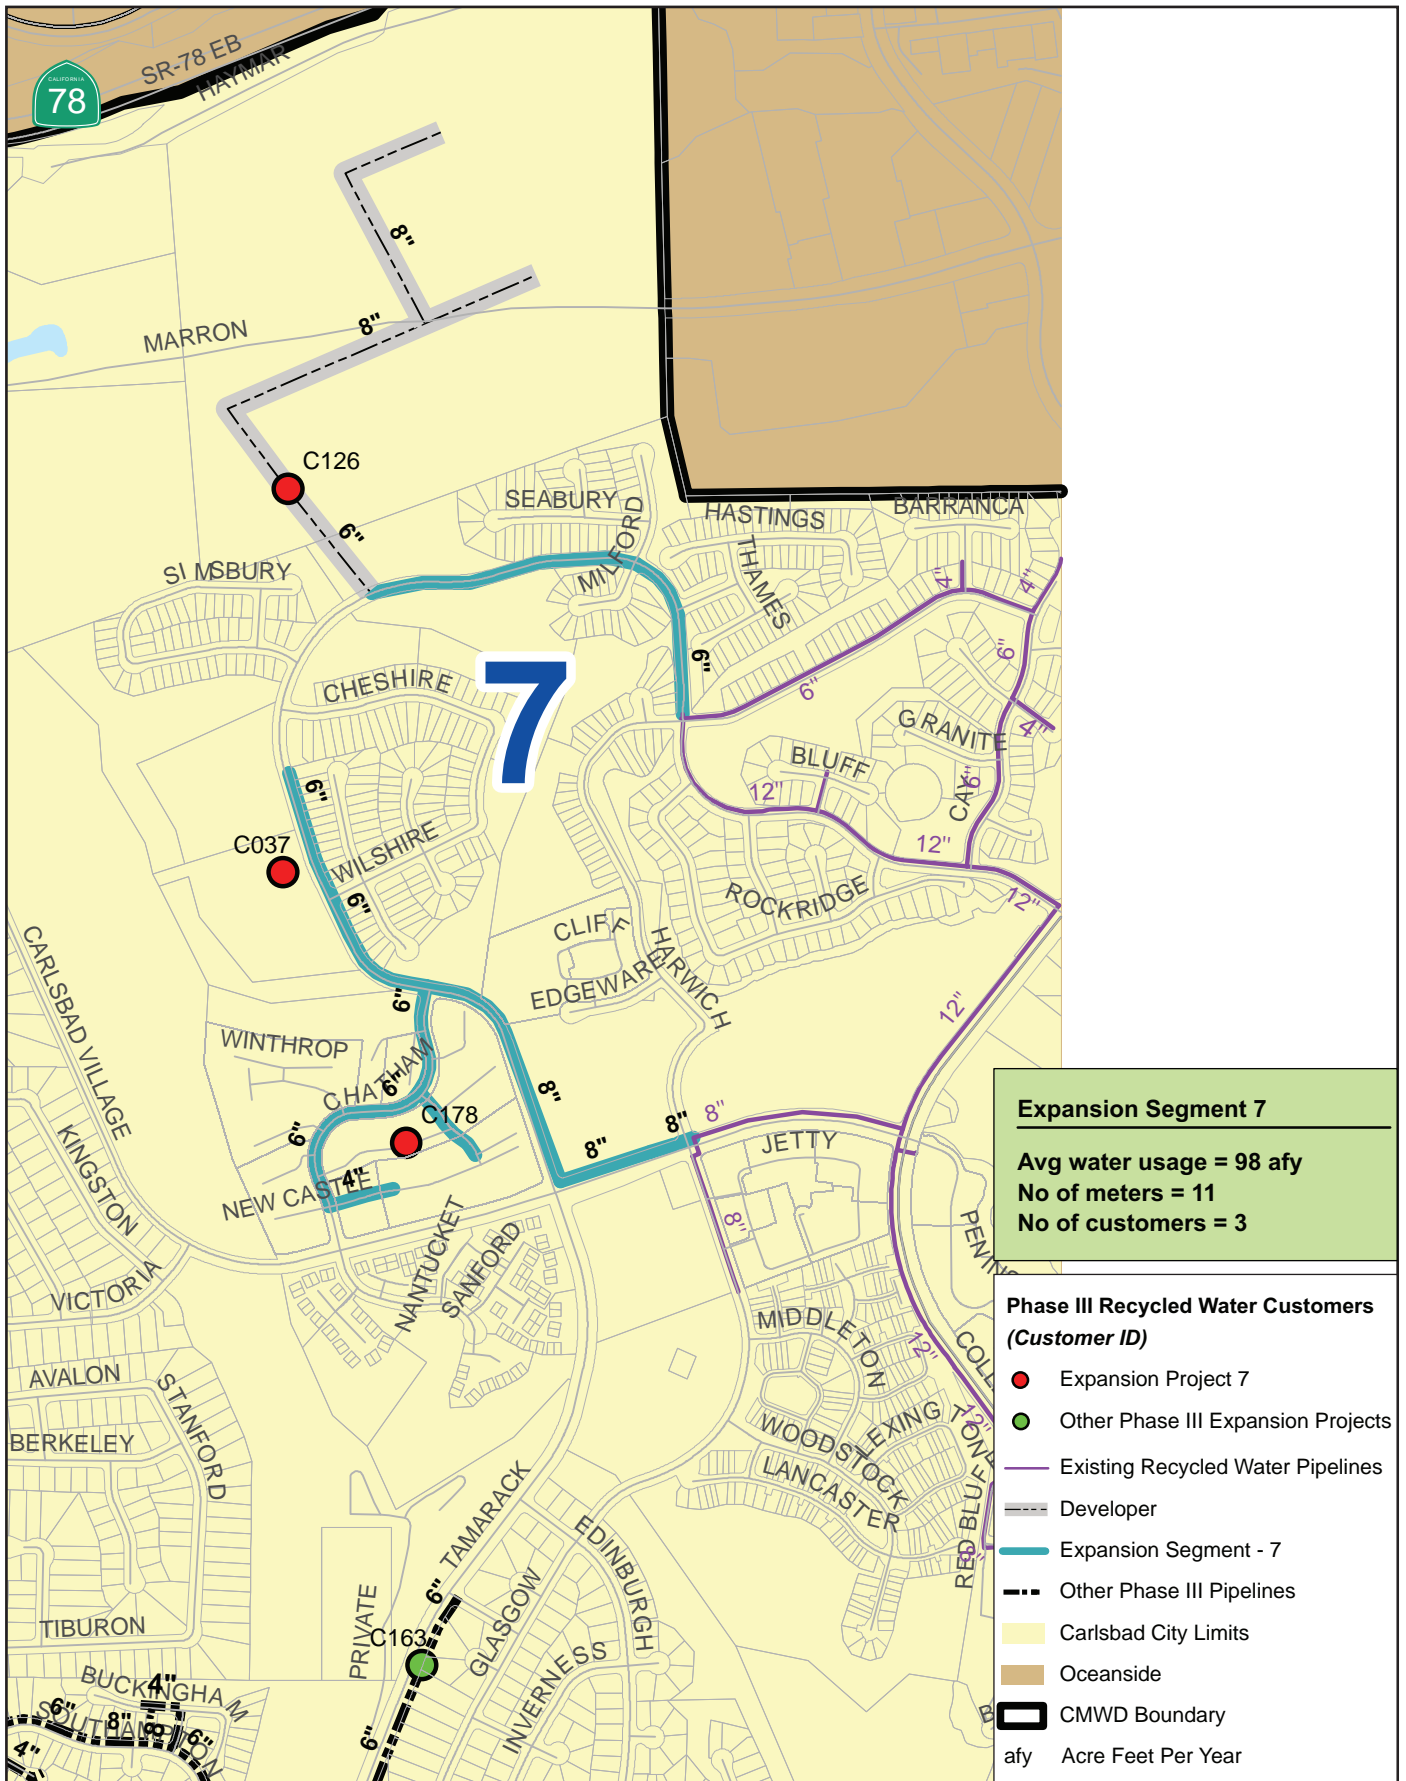 SR-78 EB
HAYMAR
CALIFORNIA
78
8"
MARRON
8"
C126
6"
SEABURY
MILFORD
HASTINGS
BARRANCA
THAMES
SIMSBURY
4"
4"
6"
6"
6"
7
CHESHIRE
GRANITE
4"
BLUFF
12"
6"
CAY
6"
C037
WILSHIRE
12"
6"
ROCKRIDGE
12"
CLIFF
HARWICH
EDGEWARE
CARLSBAD VILLAGE
6"
12"
WINTHROP
CHATHAM
6"
8"
C178
8"
8"
8"
JETTY
6"
4"
NEW CASTLE
KINGSTON
NANTUCKET
SANFORD
8"
VICTORIA
Expansion Segment 7
Avg water usage = 98 afy
No of meters = 11
No of customers = 3
PENINS
MIDDLETON
12"
COLL
AVALON
STANFORD
BERKELEY
WOODSTOCK
LEXINGTON
12"
LANCASTER
RED BLUFF
8"
TAMARACK
EDINBURGH
6"
GLASGOW
PRIVATE
TIBURON
C163
INVERNESS
BUCKINGHAM
4"
6"
8"
8"
6"
SOUTHAMPTON
4"
6"
Phase III Recycled Water Customers
(Customer ID)
Expansion Project 7
Other Phase III Expansion Projects
Existing Recycled Water Pipelines
Developer
Expansion Segment - 7
Other Phase III Pipelines
Carlsbad City Limits
Oceanside
CMWD Boundary
afy Acre Feet Per Year